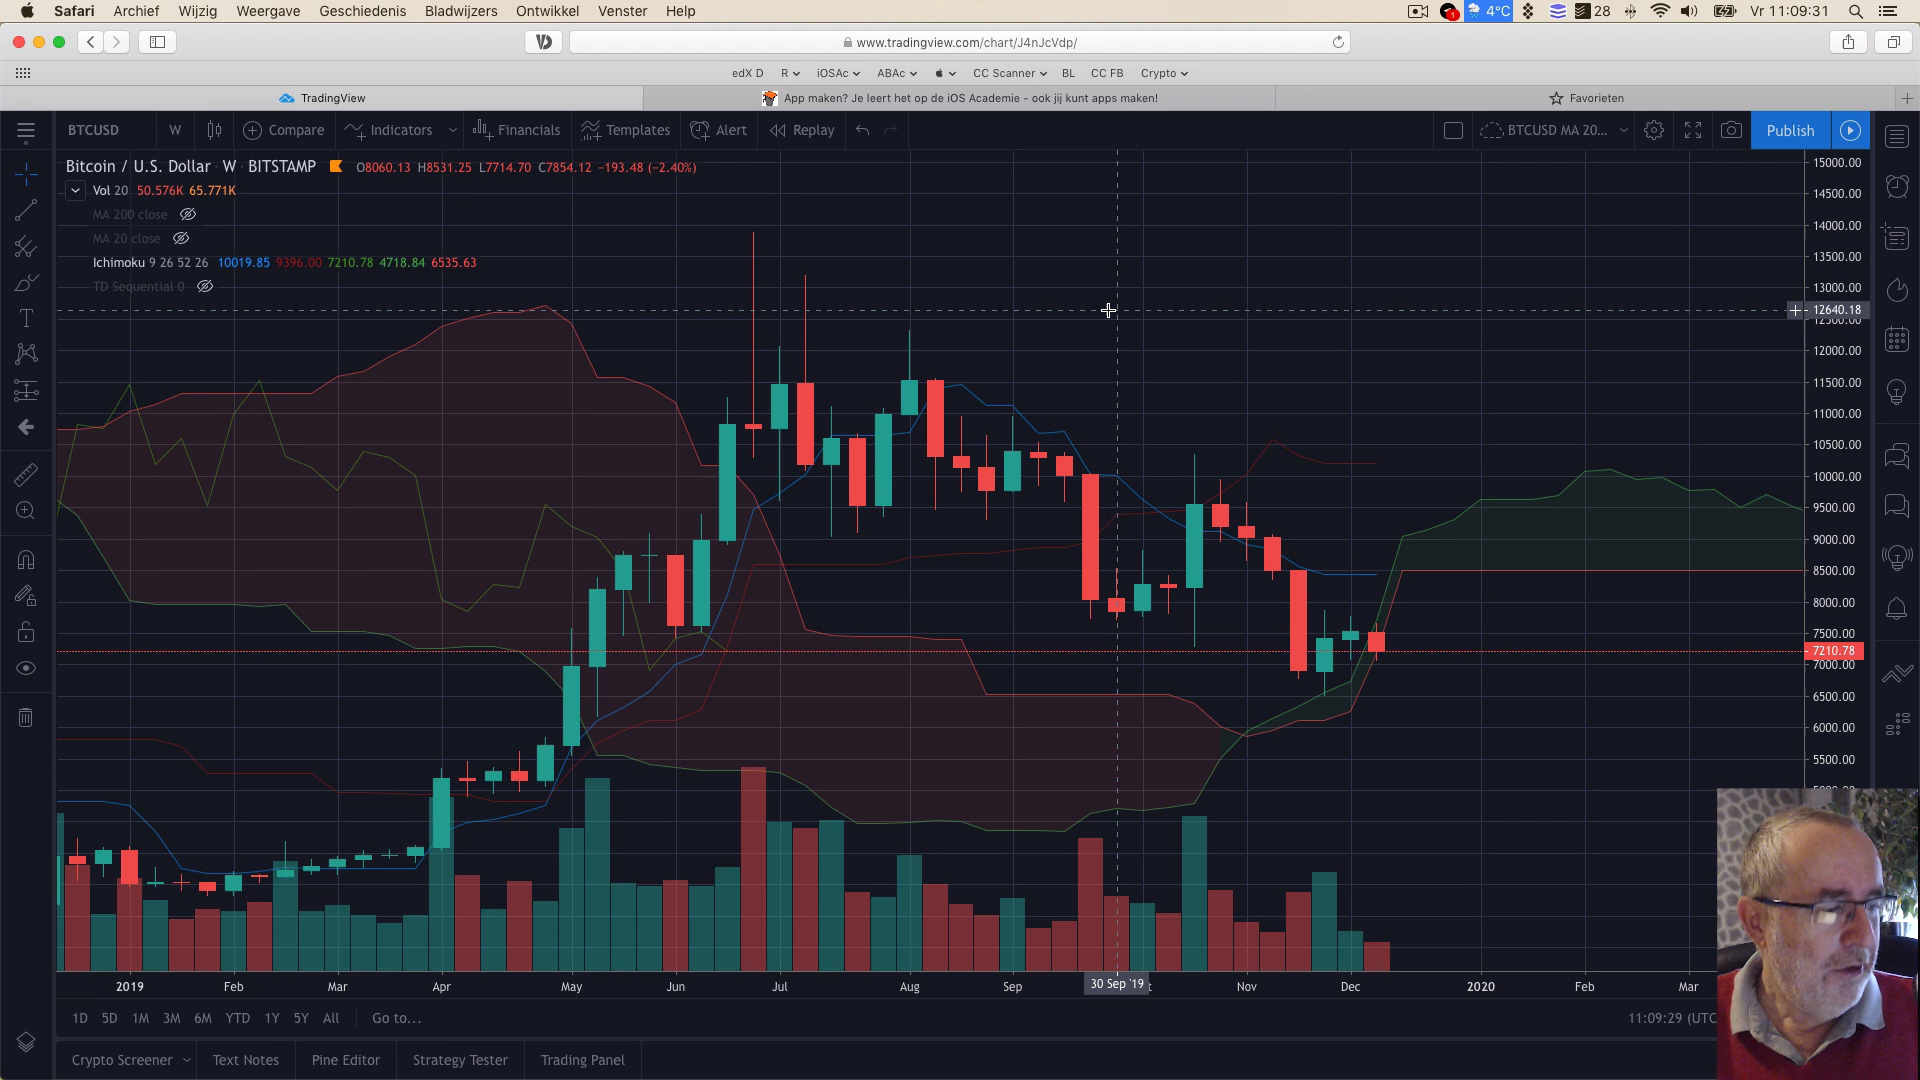 Safari Archief Wijzig Weergave Geschiedenis Bladwijzers Ontwikkel Venster Help 1 4°C 28 Vr 11:09:31
www.tradingview.com/chart/J4nJcVdp/
edX D R iOSAc ABAc CC Scanner BL CC FB Crypto
TradingView App maken? Je leert het op de iOS Academie - ook jij kunt apps maken! Favorieten
BTCUSD W Compare Indicators Financials Templates Alert Replay BTCUSD MA 20... Publish
Bitcoin / U.S. Dollar W BITSTAMP O8060.13 H8531.25 L7714.70 C7854.12 −193.48 (−2.40%)
Vol 20 50.576K 65.771K
MA 200 close
MA 20 close
Ichimoku 9 26 52 26 10019.85 9396.00 7210.78 4718.84 6535.63
TD Sequential 0
15000.00
14500.00
14000.00
13500.00
13000.00
12640.18
12500.00
12000.00
11500.00
11000.00
10500.00
10000.00
9500.00
9000.00
8500.00
8000.00
7500.00
7210.78
7000.00
6500.00
6000.00
5500.00
2019 Feb Mar Apr May Jun Jul Aug Sep 30 Sep '19 Nov Dec 2020 Feb Mar
1D 5D 1M 3M 6M YTD 1Y 5Y All Go to... 11:09:29 (UTC
Crypto Screener Text Notes Pine Editor Strategy Tester Trading Panel